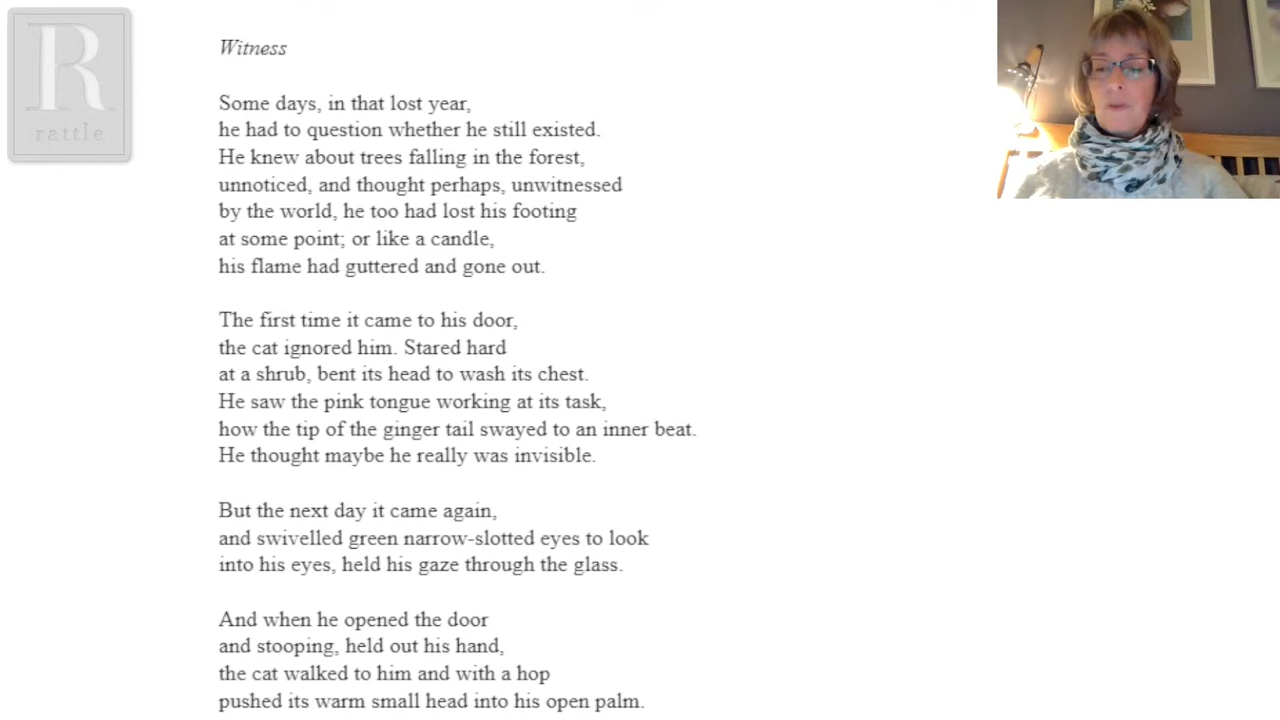 R
rattle
Witness
Some days, in that lost year,
he had to question whether he still existed.
He knew about trees falling in the forest,
unnoticed, and thought perhaps, unwitnessed
by the world, he too had lost his footing
at some point; or like a candle,
his flame had guttered and gone out.
The first time it came to his door,
the cat ignored him. Stared hard
at a shrub, bent its head to wash its chest.
He saw the pink tongue working at its task,
how the tip of the ginger tail swayed to an inner beat.
He thought maybe he really was invisible.
But the next day it came again,
and swivelled green narrow-slotted eyes to look
into his eyes, held his gaze through the glass.
And when he opened the door
and stooping, held out his hand,
the cat walked to him and with a hop
pushed its warm small head into his open palm.